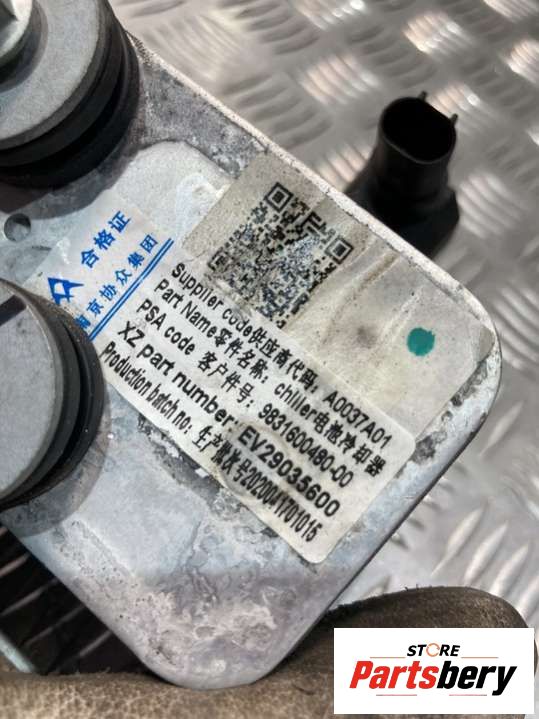 合格证
南京协众集团
Supplier code供应商代码: A0037A01
Part Name零件名称: chiller电池冷却器
PSA code 客户件号: 9831600480-00
XZ part number: EV29035600
Production batch no: 生产批次号2020041701015
STORE
Partsbery